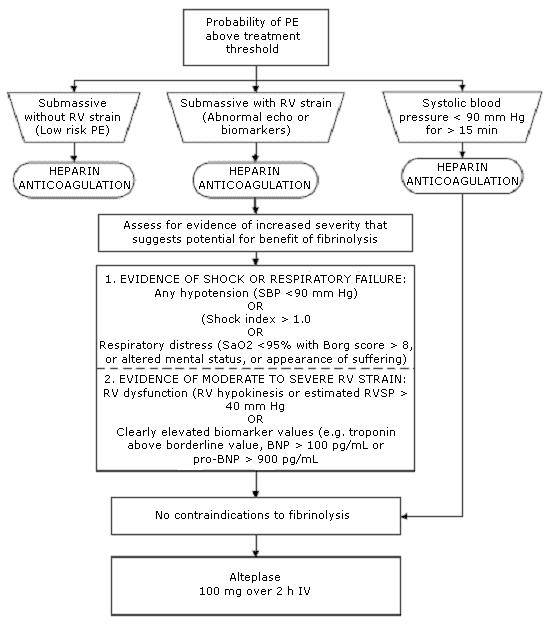 Probability of PE
above treatment
threshold
Submassive
without RV strain
(Low risk PE)
Submassive with RV strain
(Abnormal echo or
biomarkers)
Systolic blood
pressure < 90 mm Hg
for > 15 min
HEPARIN
ANTICOAGULATION
HEPARIN
ANTICOAGULATION
HEPARIN
ANTICOAGULATION
Assess for evidence of increased severity that
suggests potential for benefit of fibrinolysis
1. EVIDENCE OF SHOCK OR RESPIRATORY FAILURE:
Any hypotension (SBP <90 mm Hg)
OR
(Shock index > 1.0
OR
Respiratory distress (SaO2 <95% with Borg score > 8,
or altered mental status, or appearance of suffering)
2. EVIDENCE OF MODERATE TO SEVERE RV STRAIN:
RV dysfunction (RV hypokinesis or estimated RVSP >
40 mm Hg
OR
Clearly elevated biomarker values (e.g. troponin
above borderline value, BNP > 100 pg/mL or
pro-BNP > 900 pg/mL
No contraindications to fibrinolysis
Alteplase
100 mg over 2 h IV